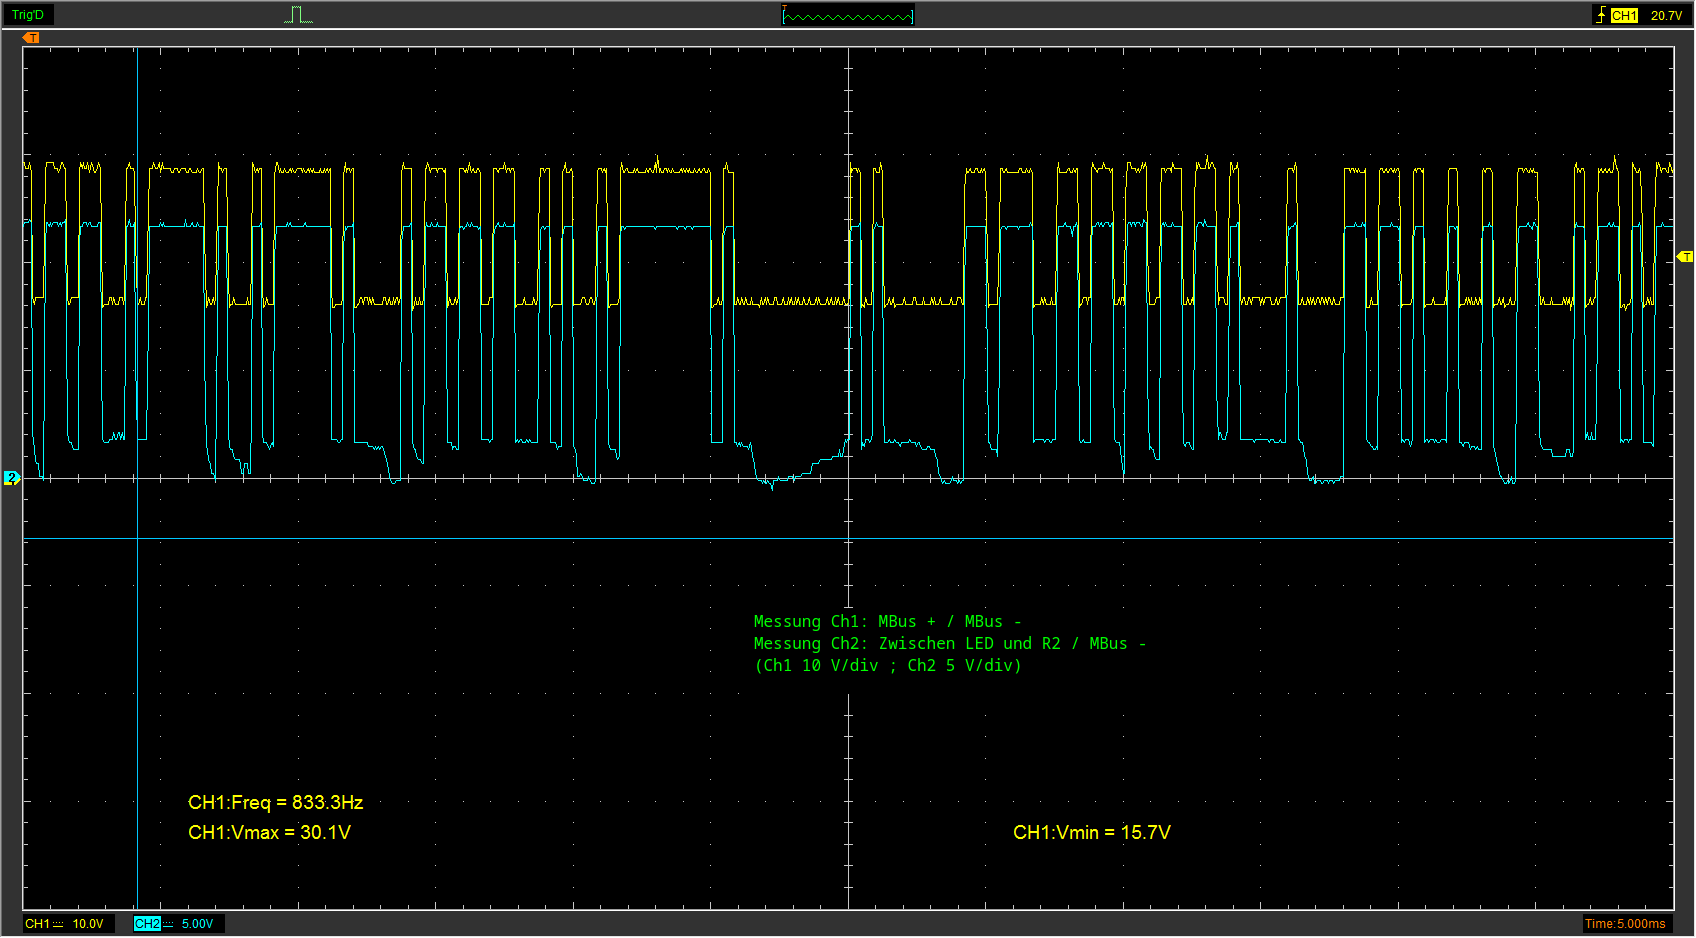 Trig'D
T
CH1 20.7V
T
T
2
Messung Ch1: MBus + / MBus -
Messung Ch2: Zwischen LED und R2 / MBus -
(Ch1 10 V/div ; Ch2 5 V/div)
CH1:Freq = 833.3Hz
CH1:Vmax = 30.1V
CH1:Vmin = 15.7V
CH1 10.0V CH2 5.00V Time:5.000ms